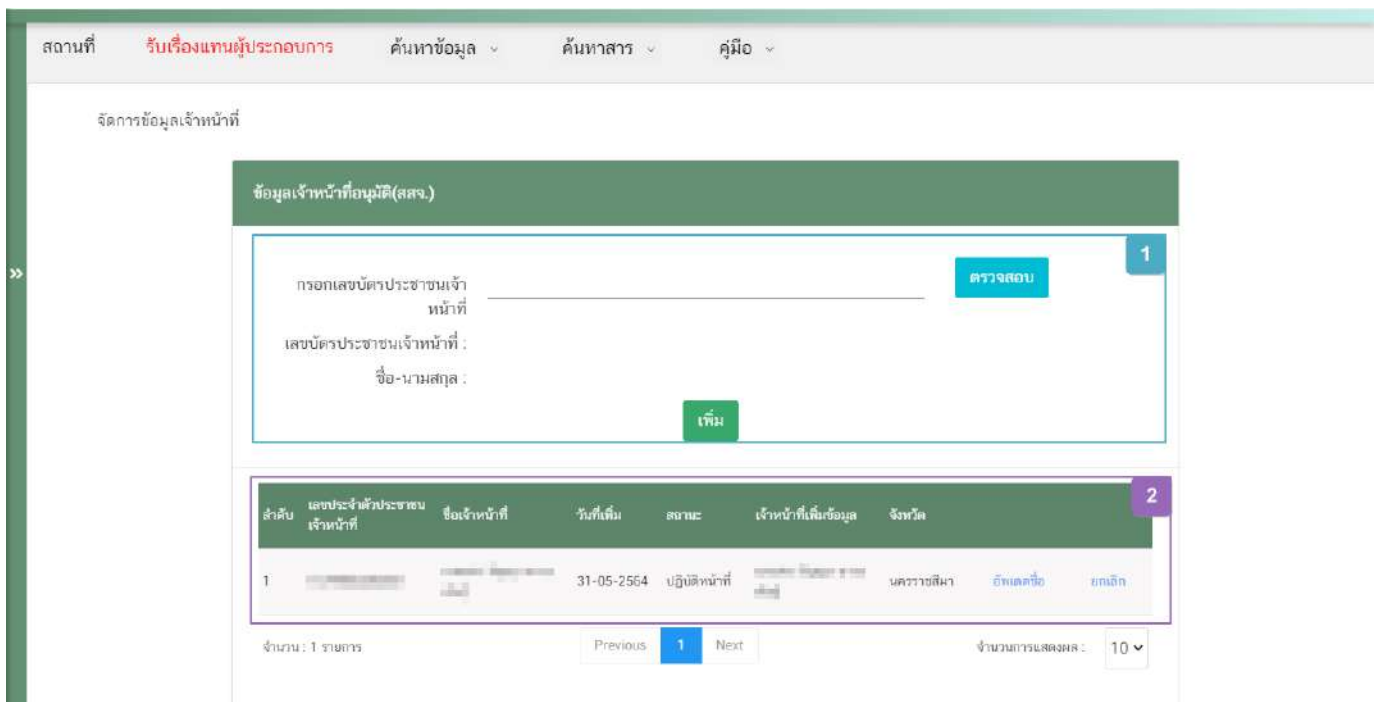 สถานที่ รับเรื่องแทนผู้ประกอบการ ค้นหาข้อมูล ค้นหาสาร คู่มือ
จัดการข้อมูลเจ้าหน้าที่
ข้อมูลเจ้าหน้าที่อนุมัติ(สสจ.)
1
กรอกเลขบัตรประชาชนเจ้า ตรวจสอบ
หน้าที่
เลขบัตรประชาชนเจ้าหน้าที่ :
ชื่อ-นามสกุล :
เพิ่ม
2
ลำดับ เลขประจำตัวประชาชน ชื่อเจ้าหน้าที่ วันที่เพิ่ม สถานะ เจ้าหน้าที่เพิ่มข้อมูล จังหวัด
เจ้าหน้าที่
1 31-05-2564 ปฏิบัติหน้าที่ นครราชสีมา อัพเดตชื่อ ยกเลิก
จำนวน : 1 รายการ Previous 1 Next จำนวนการแสดงผล : 10